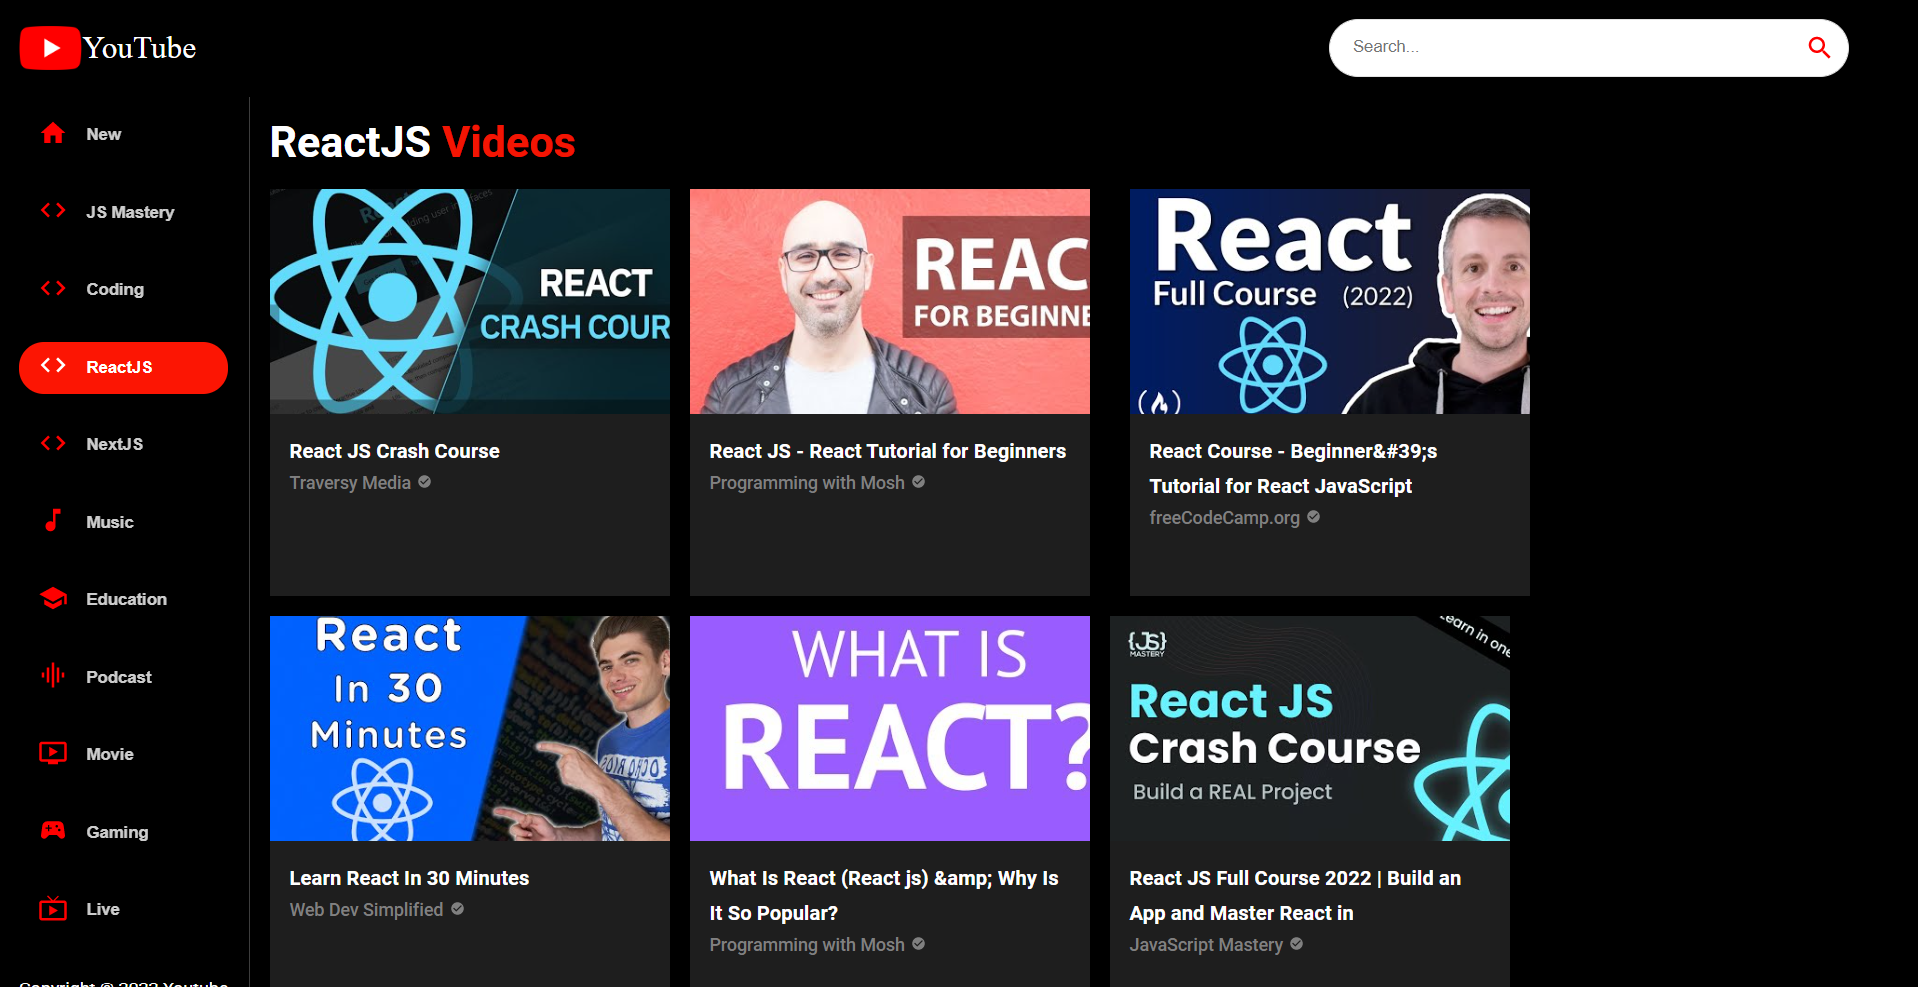 YouTube
Search...
New
JS Mastery
Coding
ReactJS
NextJS
Music
Education
Podcast
Movie
Gaming
Live
Copyright © 2022 Youtube
ReactJS Videos
REACT
CRASH COUR
React JS Crash Course
Traversy Media
REAC
FOR BEGINNE
React JS - React Tutorial for Beginners
Programming with Mosh
React
Full Course (2022)
React Course - Beginner&#39;s
Tutorial for React JavaScript
freeCodeCamp.org
React
In 30
Minutes
Learn React In 30 Minutes
Web Dev Simplified
WHAT IS
REACT?
What Is React (React js) &amp; Why Is
It So Popular?
Programming with Mosh
{JS}
MASTERY
Learn in one
React JS
Crash Course
Build a REAL Project
React JS Full Course 2022 | Build an
App and Master React in
JavaScript Mastery